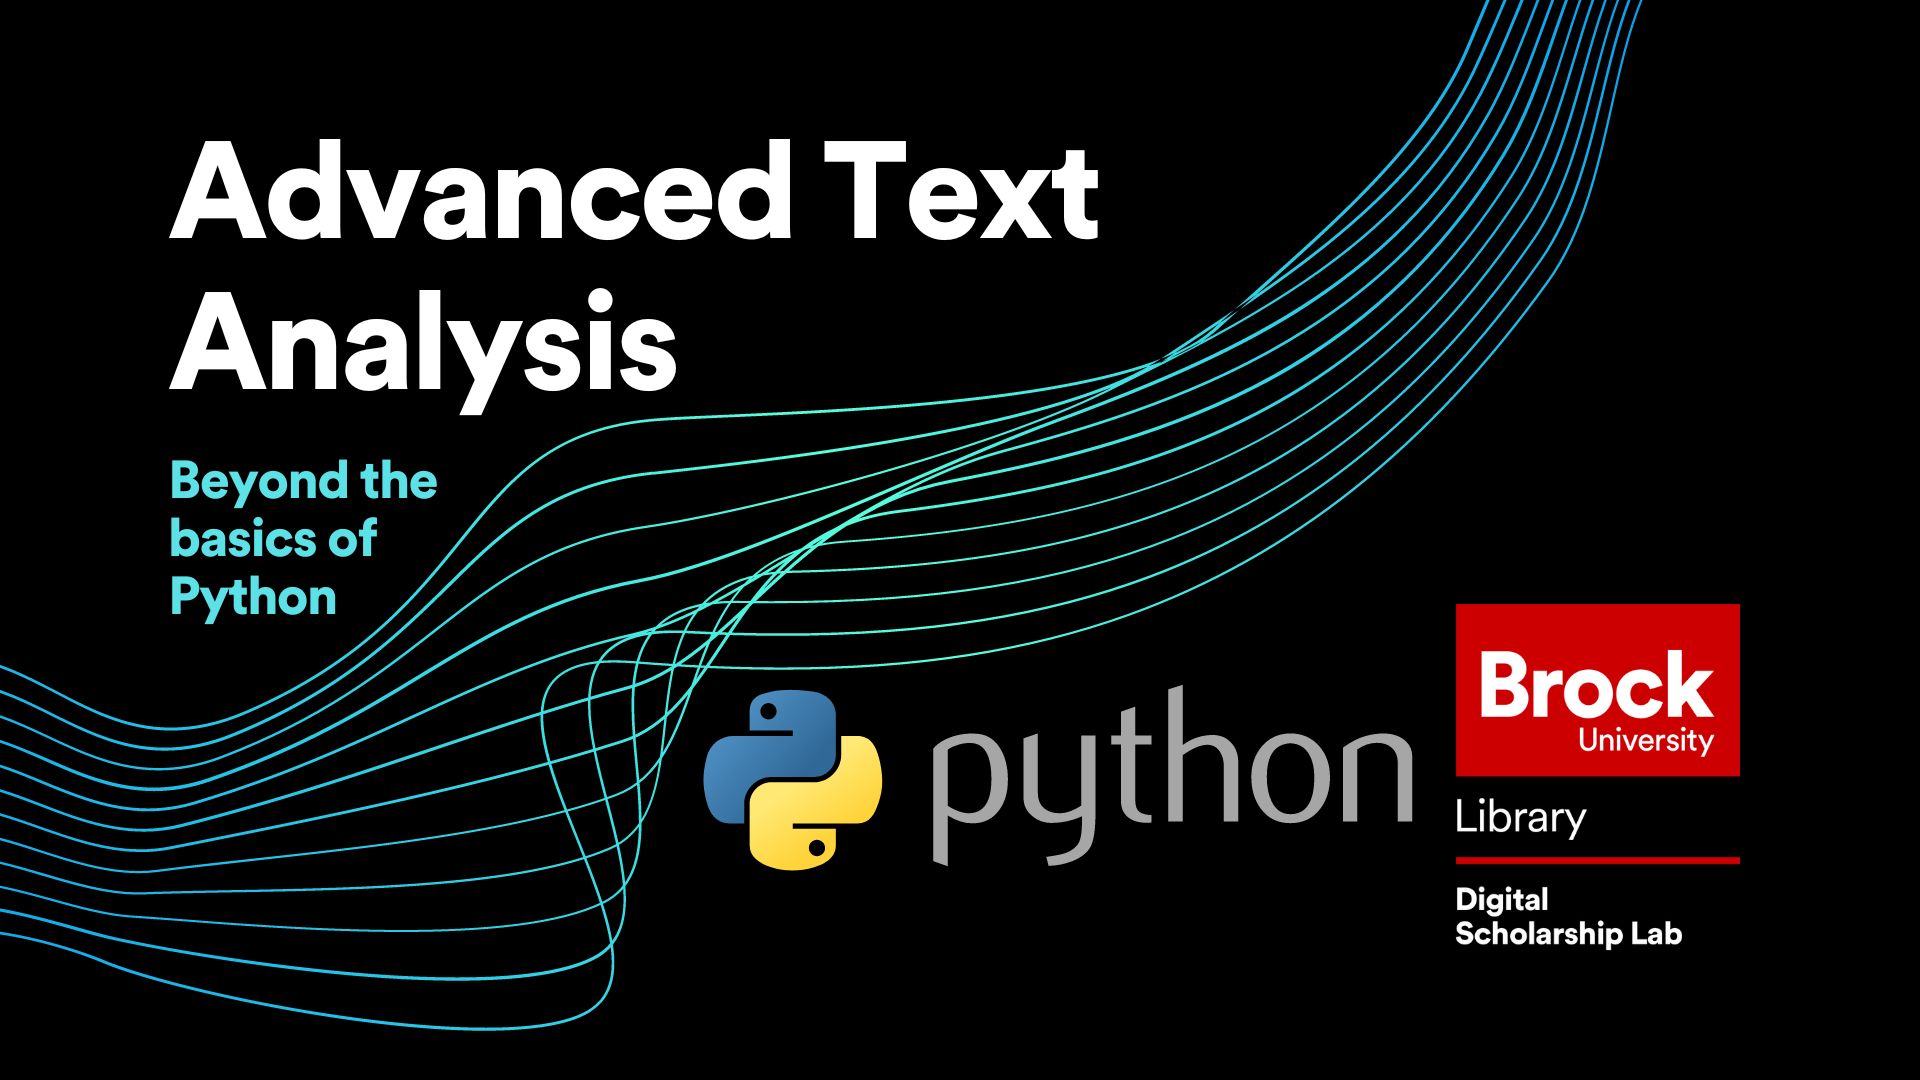 Advanced Text
Analysis
Beyond the
basics of
Python
python
Brock
University
Library
Digital
Scholarship Lab